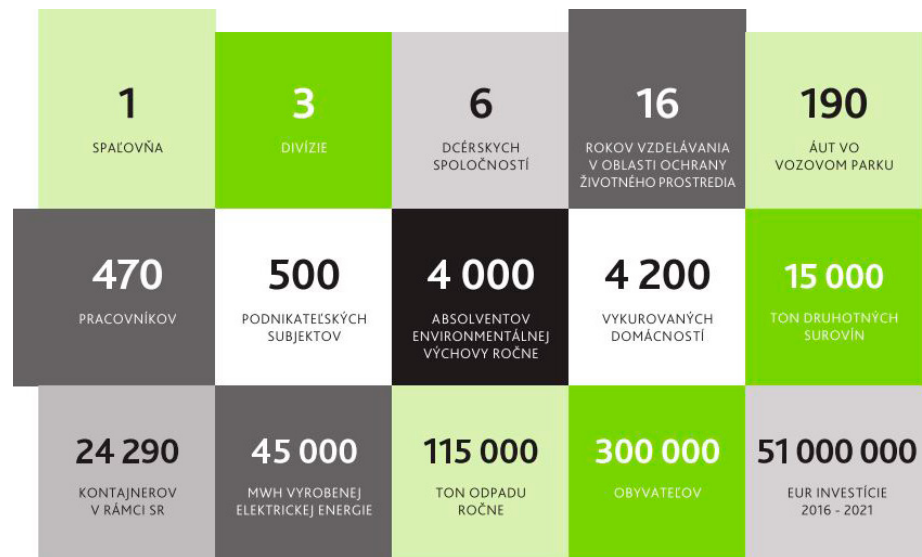 1
SPAĽOVŇA
3
DIVÍZIE
6
DCÉRSKYCH
SPOLOČNOSTÍ
16
ROKOV VZDELÁVANIA
V OBLASTI OCHRANY
ŽIVOTNÉHO PROSTREDIA
190
ÁUT VO
VOZOVOM PARKU
470
PRACOVNÍKOV
500
PODNIKATEĽSKÝCH
SUBJEKTOV
4 000
ABSOLVENTOV
ENVIRONMENTÁLNEJ
VÝCHOVY ROČNE
4 200
VYKUROVANÝCH
DOMÁCNOSTÍ
15 000
TON DRUHOTNÝCH
SUROVÍN
24 290
KONTAJNEROV
V RÁMCI SR
45 000
MWH VYROBENEJ
ELEKTRICKEJ ENERGIE
115 000
TON ODPADU
ROČNE
300 000
OBYVATEĽOV
51 000 000
EUR INVESTÍCIE
2016 - 2021